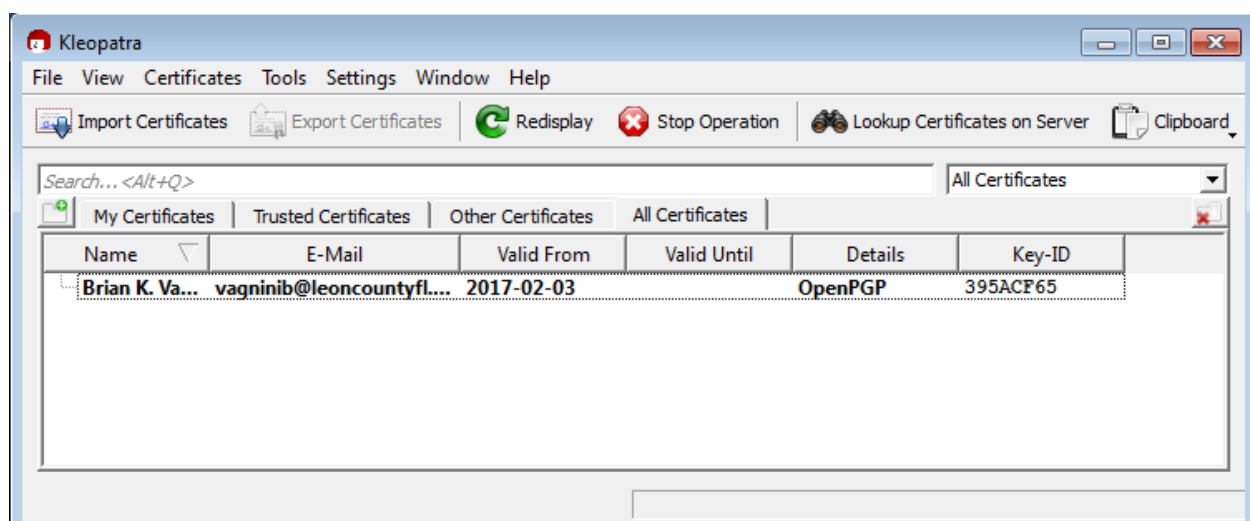 Kleopatra
File View Certificates Tools Settings Window Help
Import Certificates Export Certificates Redisplay Stop Operation Lookup Certificates on Server Clipboard
Search...<Alt+Q> All Certificates
My Certificates Trusted Certificates Other Certificates All Certificates
Name E-Mail Valid From Valid Until Details Key-ID
Brian K. Va... vagninib@leoncountyfl.... 2017-02-03 OpenPGP 395ACF65